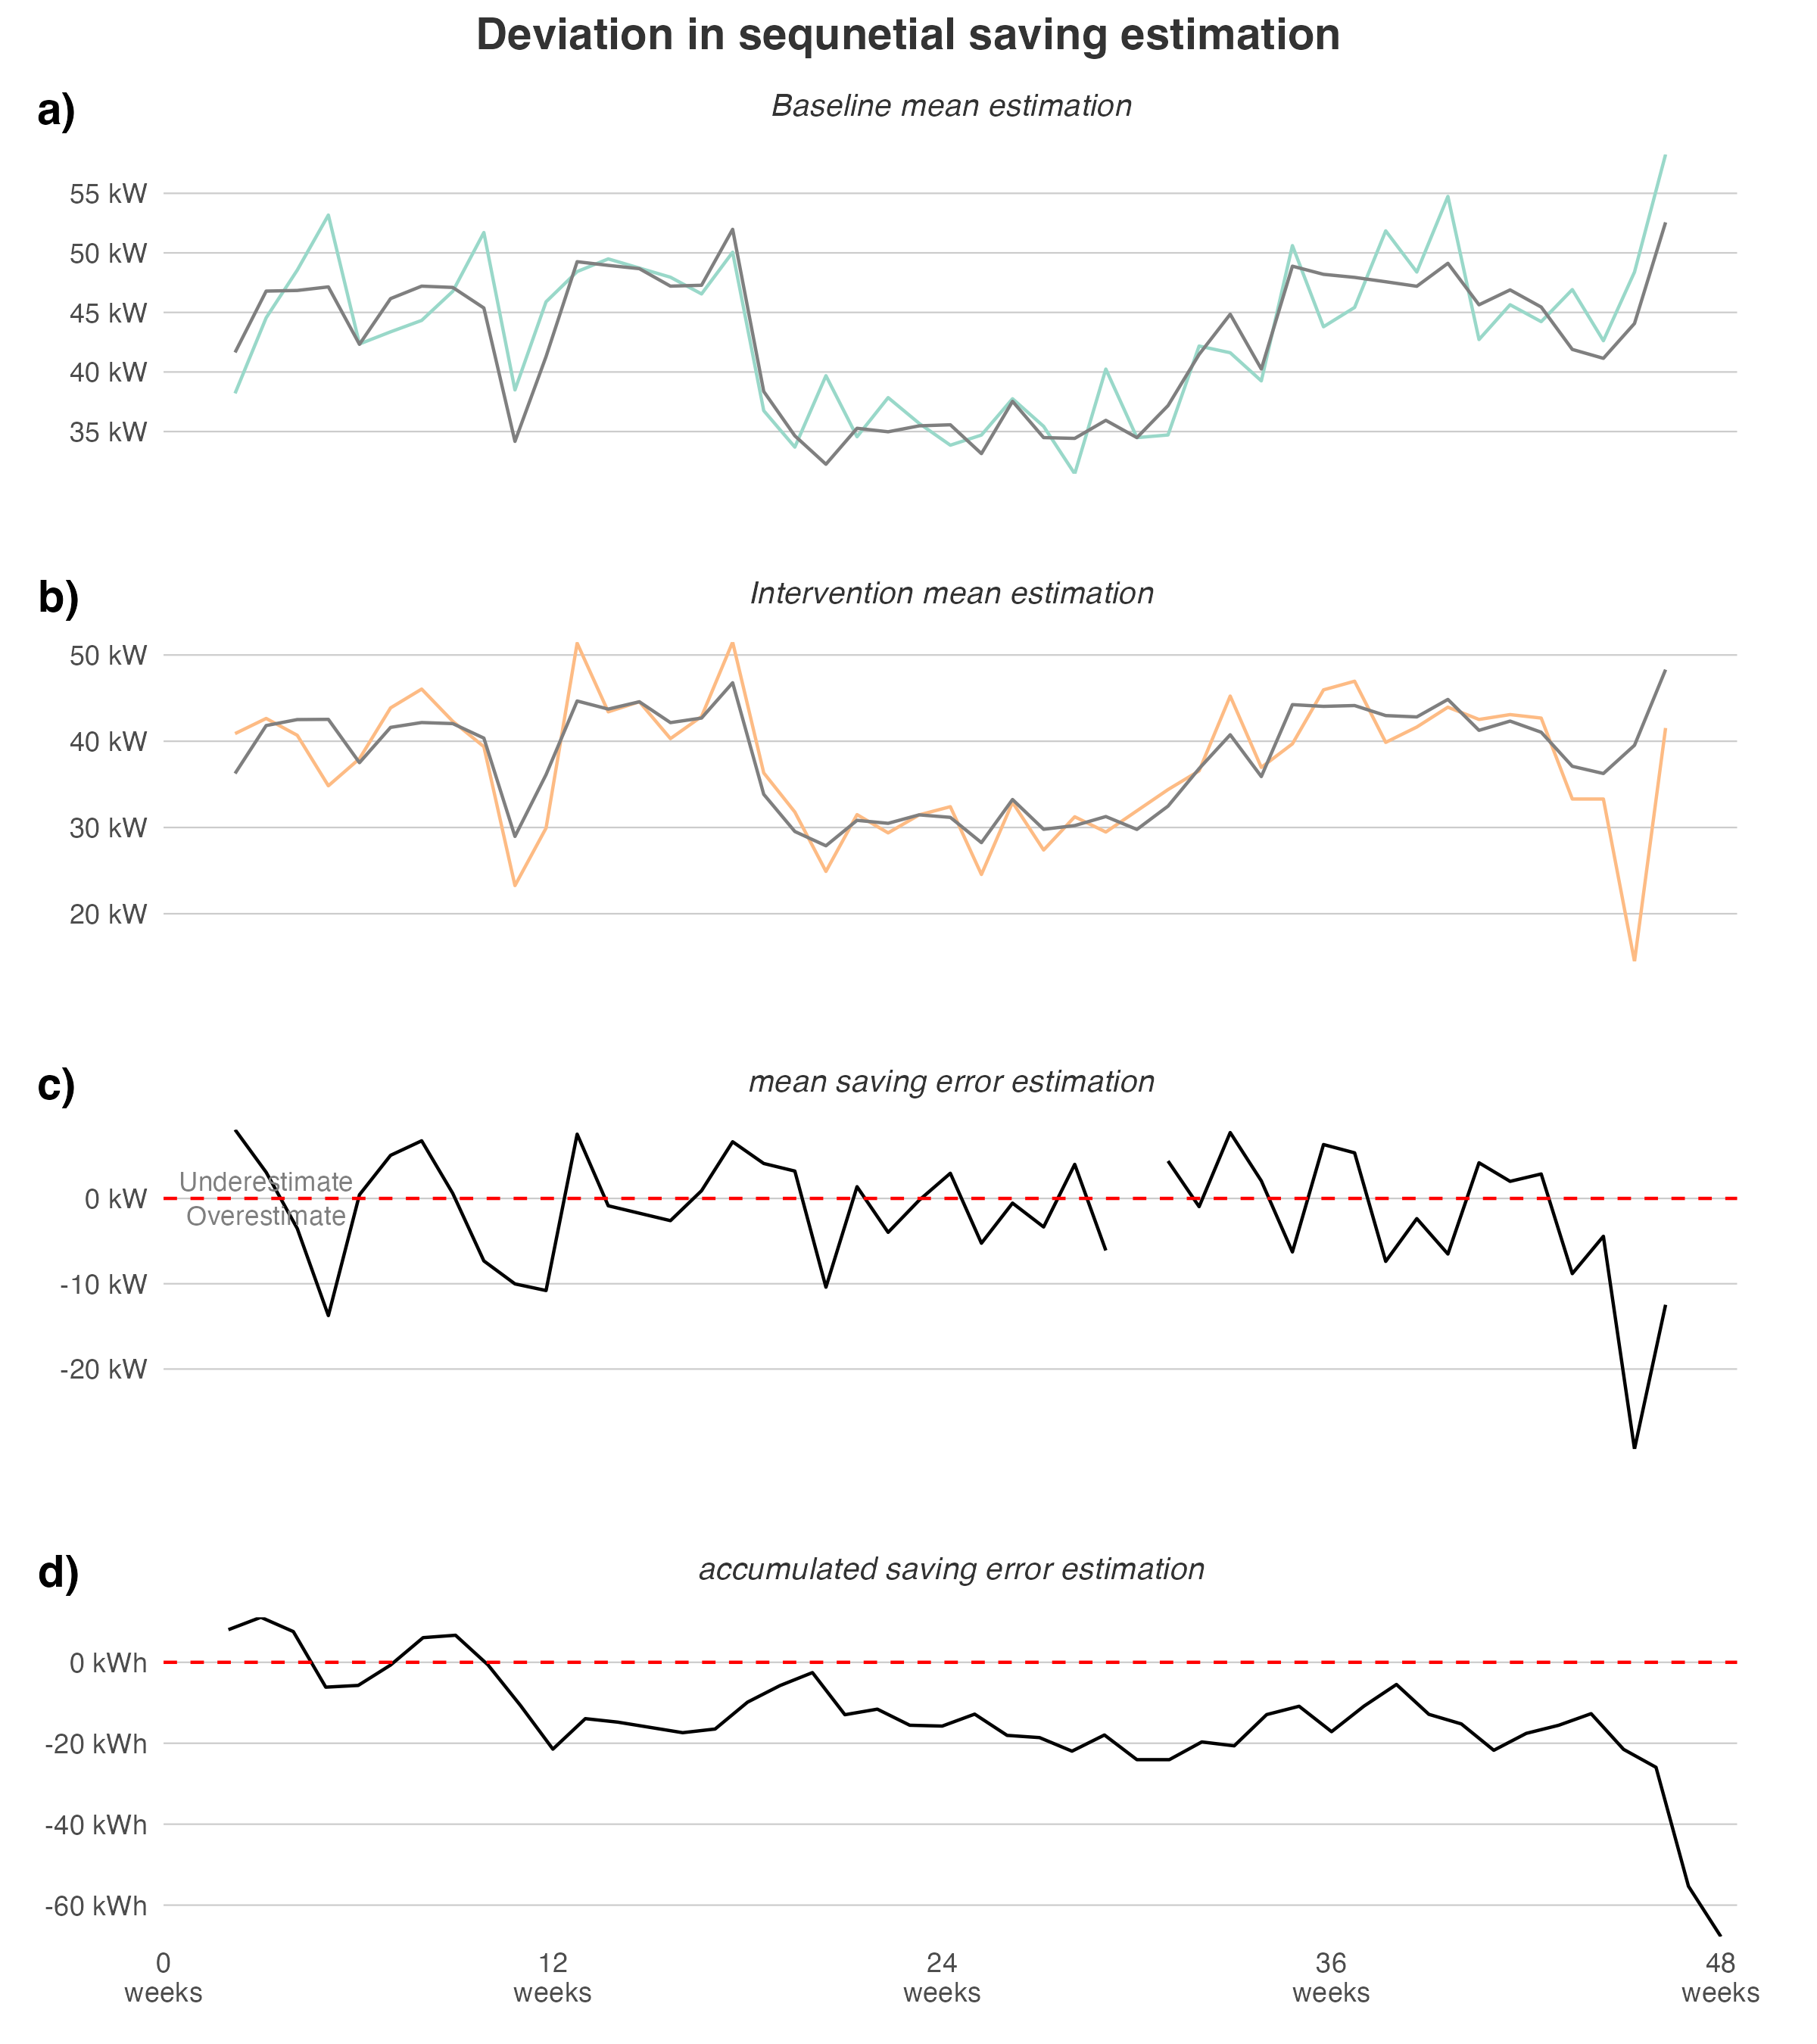 Deviation in sequnetial saving estimation
a)
Baseline mean estimation
55 kW
50 kW
45 kW
40 kW
35 kW
b)
Intervention mean estimation
50 kW
40 kW
30 kW
20 kW
c)
mean saving error estimation
Underestimate
0 kW
Overestimate
-10 kW
-20 kW
d)
accumulated saving error estimation
0 kWh
-20 kWh
-40 kWh
-60 kWh
0 12 24 36 48
weeks weeks weeks weeks weeks